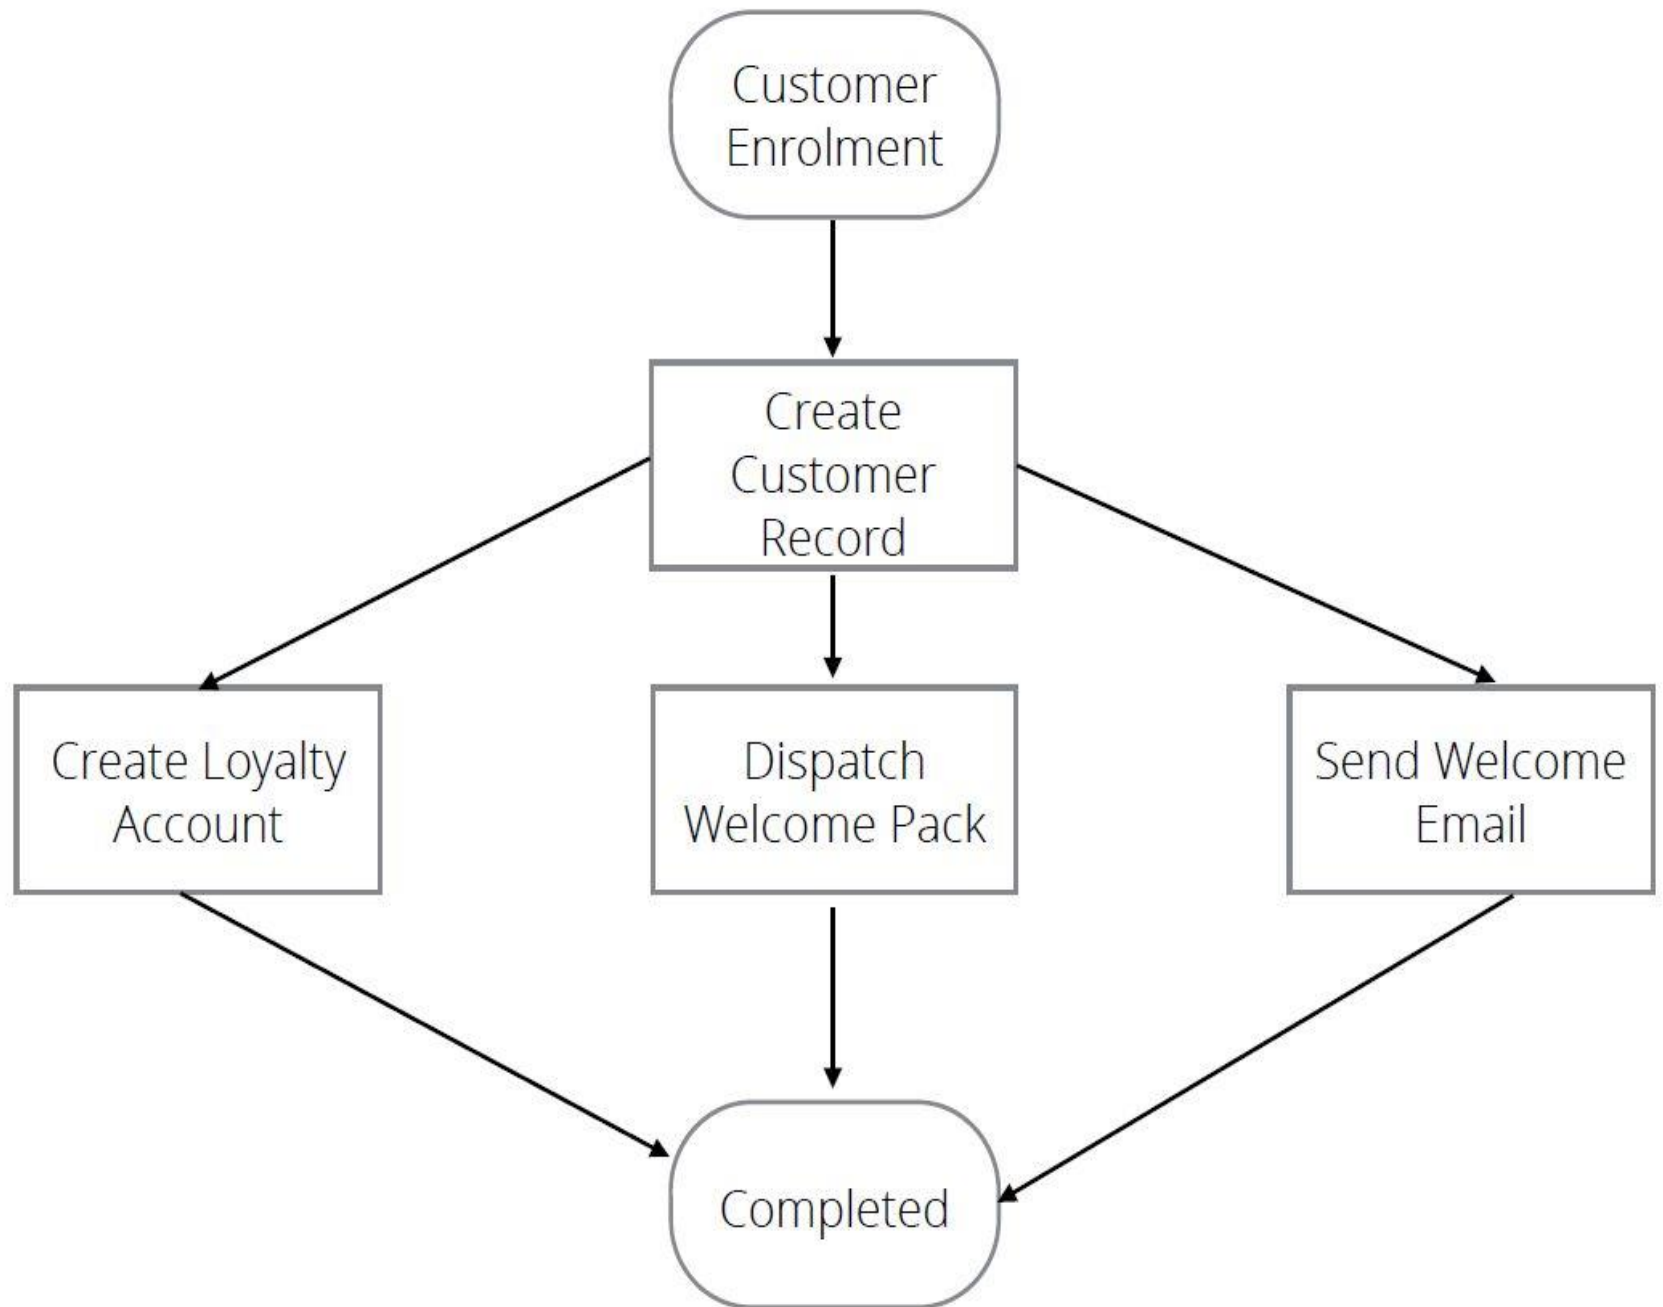 Customer
Enrolment
Create
Customer
Record
Create Loyalty
Account
Dispatch
Welcome Pack
Send Welcome
Email
Completed